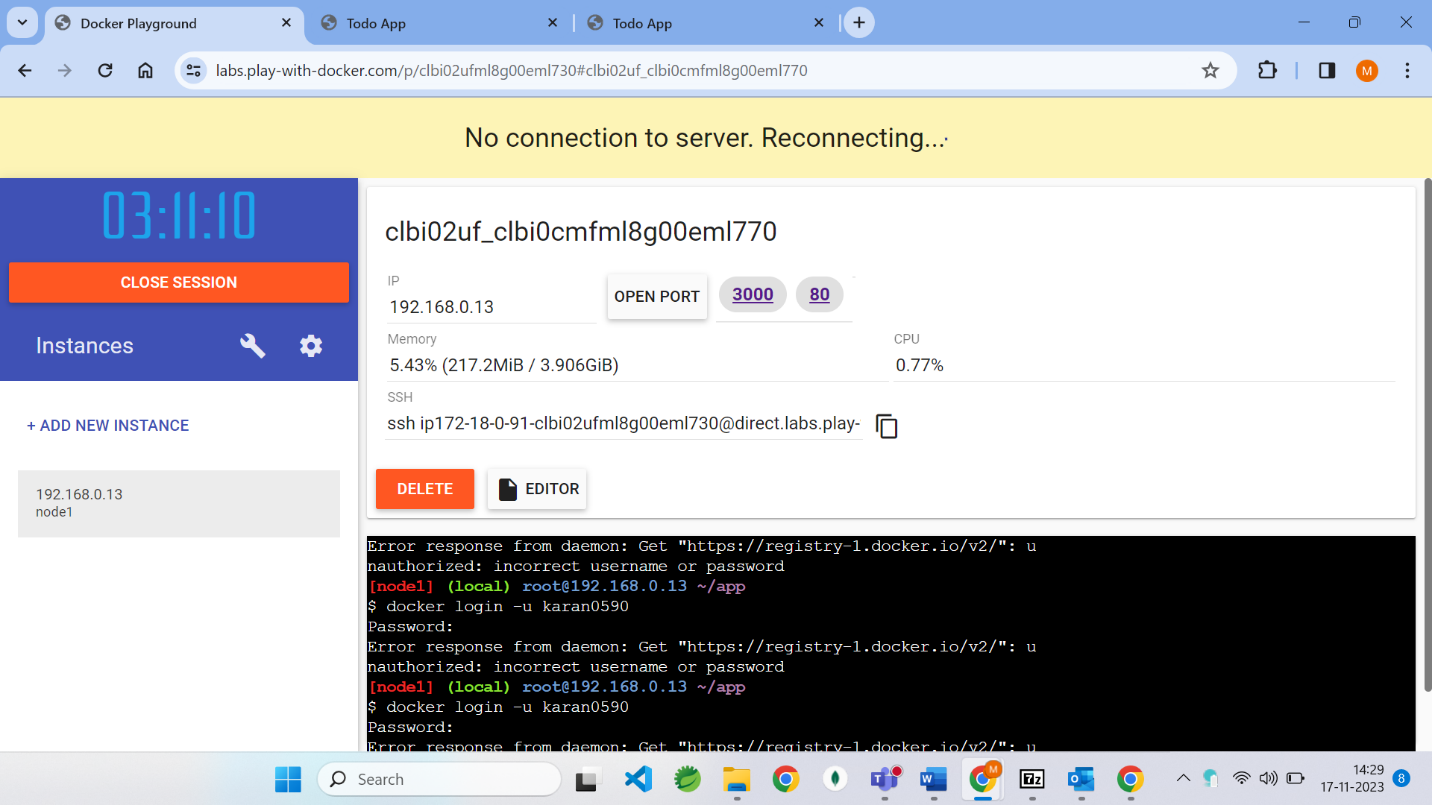 Docker Playground
Todo App
Todo App
labs.play-with-docker.com/p/clbi02ufml8g00eml730#clbi02uf_clbi0cmfml8g00eml770
M
No connection to server. Reconnecting...
03:11:10
CLOSE SESSION
Instances
+ ADD NEW INSTANCE
192.168.0.13
node1
clbi02uf_clbi0cmfml8g00eml770
IP
192.168.0.13
OPEN PORT
3000
80
Memory
5.43% (217.2MiB / 3.906GiB)
CPU
0.77%
SSH
ssh ip172-18-0-91-clbi02ufml8g00eml730@direct.labs.play-
DELETE
EDITOR
Error response from daemon: Get "https://registry-1.docker.io/v2/": u
nauthorized: incorrect username or password
[node1] (local) root@192.168.0.13 ~/app
$ docker login -u karan0590
Password:
Error response from daemon: Get "https://registry-1.docker.io/v2/": u
nauthorized: incorrect username or password
[node1] (local) root@192.168.0.13 ~/app
$ docker login -u karan0590
Password:
Error response from daemon: Get "https://registry-1.docker.io/v2/": u
Search
T
W
M
7z
O
14:29
17-11-2023
8